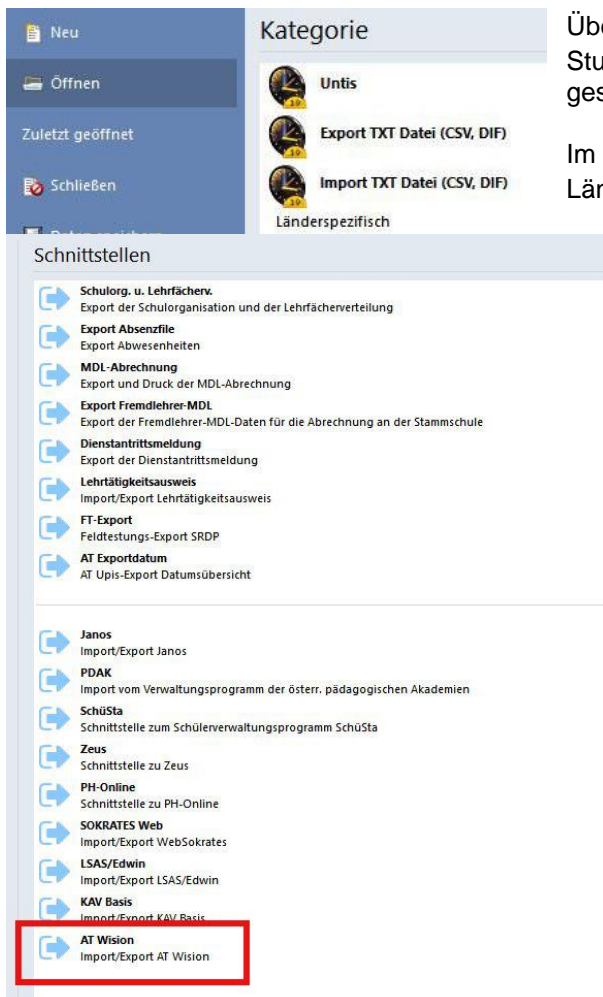 Neu
Öffnen
Zuletzt geöffnet
Schließen
Kategorie
Untis
Export TXT Datei (CSV, DIF)
Import TXT Datei (CSV, DIF)
Länderspezifisch
Im
Schnittstellen
Schulorg. u. Lehrfächerv.
Export der Schulorganisation und der Lehrfächerverteilung
Export Absenzfile
Export Abwesenheiten
MDL-Abrechnung
Export und Druck der MDL-Abrechnung
Export Fremdlehrer-MDL
Export der Fremdlehrer-MDL-Daten für die Abrechnung an der Stammschule
Dienstantrittsmeldung
Export der Dienstantrittsmeldung
Lehrtätigkeitsausweis
Import/Export Lehrtätigkeitsausweis
FT-Export
Feldtestungs-Export SRDP
AT Exportdatum
AT Upis-Export Datumsübersicht
Janos
Import/Export Janos
PDAK
Import vom Verwaltungsprogramm der österr. pädagogischen Akademien
SchüSta
Schnittstelle zum Schülerverwaltungsprogramm SchüSta
Zeus
Schnittstelle zu Zeus
PH-Online
Schnittstelle zu PH-Online
SOKRATES Web
Import/Export WebSokrates
LSAS/Edwin
Import/Export LSAS/Edwin
KAV Basis
Import/Export KAV Basis
AT Wision
Import/Export AT Wision